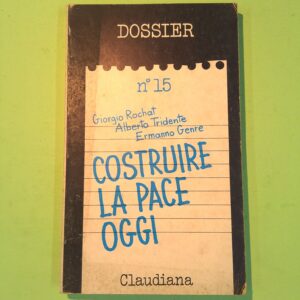 DOSSIER
n° 15
Giorgio Rochat
Alberto Tridente
Ermanno Genre
COSTRUIRE
LA PACE
OGGI
Claudiana